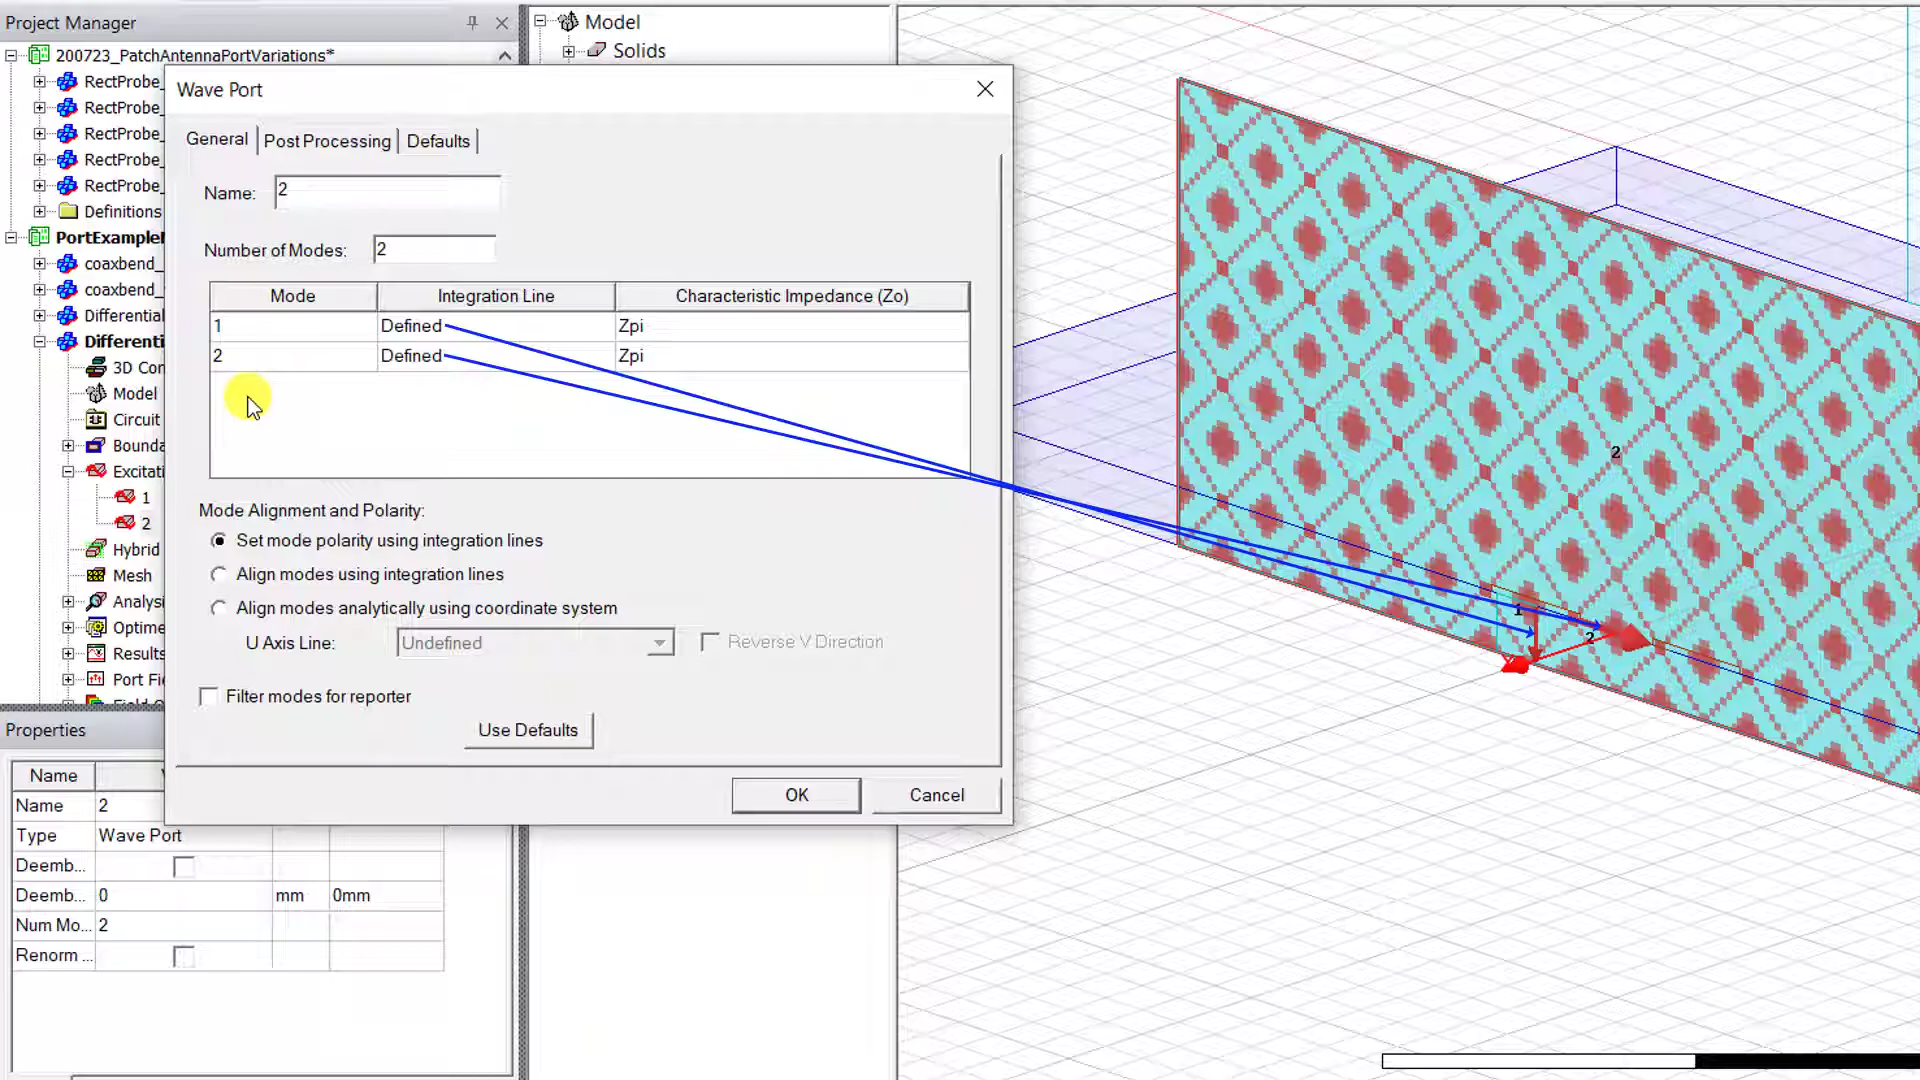 Project Manager
200723_PatchAntennaPortVariations*
RectProbe_
RectProbe_
RectProbe_
RectProbe_
RectProbe_
Definitions
PortExample
coaxbend_
coaxbend_
Differential
Differenti
3D Con
Model
Circuit
Bounda
Excitati
1
2
Hybrid
Mesh
Analysi
Optime
Results
Port Fi
Model
Solids
Wave Port
General
Post Processing
Defaults
Name: 2
Number of Modes: 2
Mode Integration Line Characteristic Impedance (Zo)
1 Defined Zpi
2 Defined Zpi
Mode Alignment and Polarity:
Set mode polarity using integration lines
Align modes using integration lines
Align modes analytically using coordinate system
U Axis Line: Undefined Reverse V Direction
Filter modes for reporter
Use Defaults
OK Cancel
Properties
Name
Name 2
Type Wave Port
Deemb...
Deemb... 0 mm 0mm
Num Mo... 2
Renorm ...
2
1
2